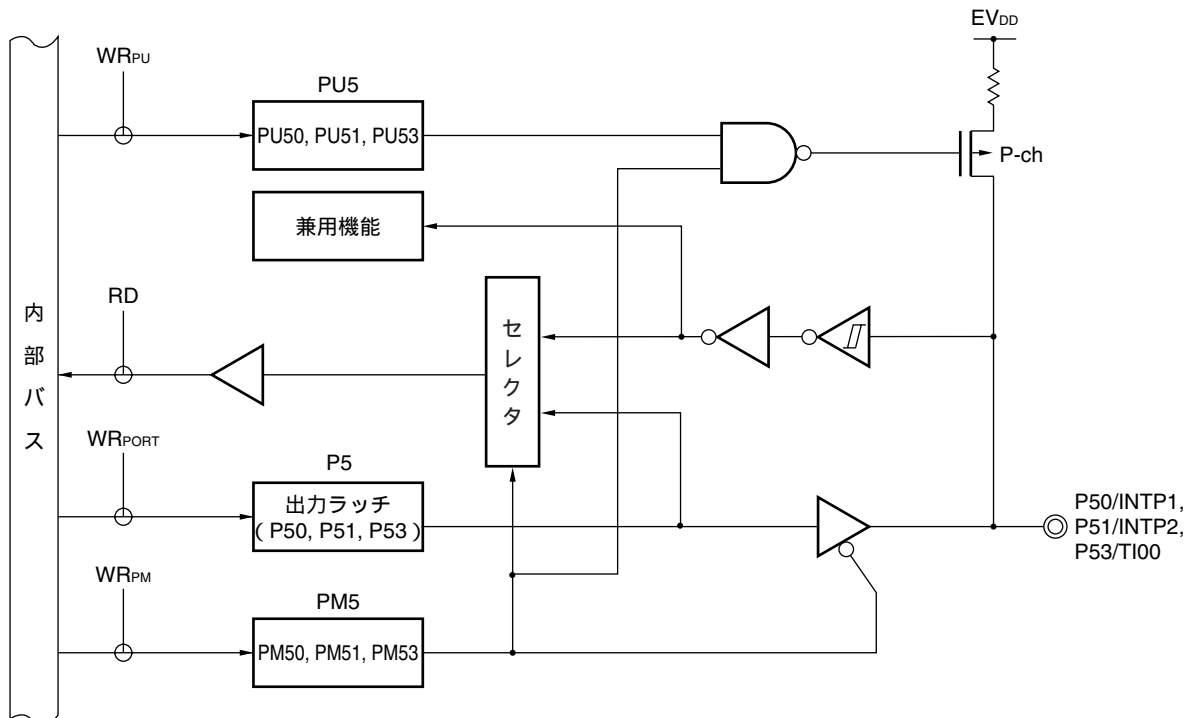 EVDD
WRPU
PU5
PU50, PU51, PU53
P-ch
兼用機能
内部バス
RD
セレクタ
WRPORT
P5
出力ラッチ
( P50, P51, P53 )
P50/INTP1,
P51/INTP2,
P53/TI00
WRPM
PM5
PM50, PM51, PM53